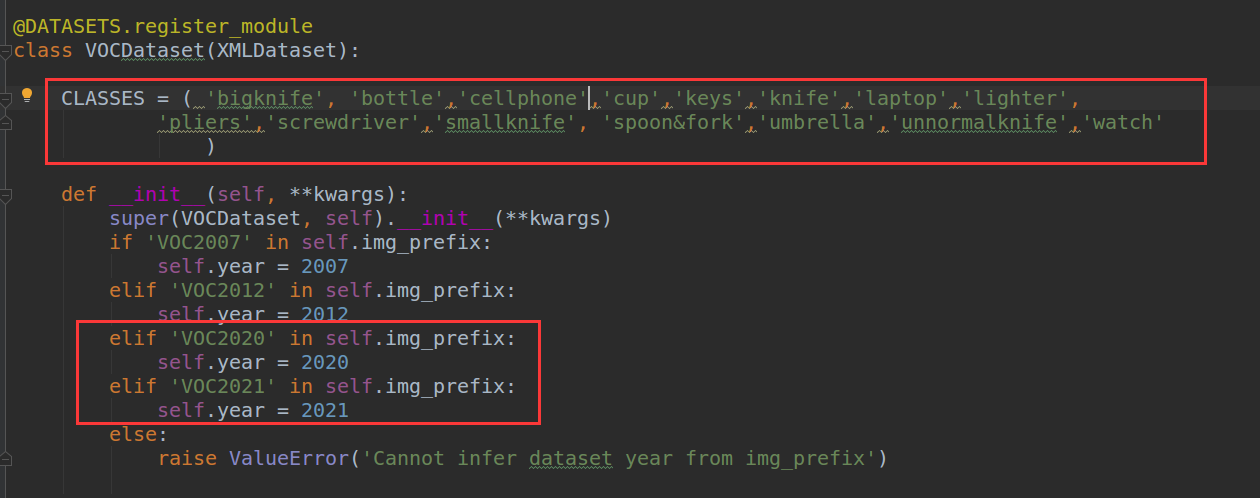 @DATASETS.register_module
class VOCDataset(XMLDataset):
CLASSES = ( 'bigknife', 'bottle','cellphone','cup','keys','knife','laptop','lighter',
'pliers','screwdriver','smallknife', 'spoon&fork','umbrella','unnormalknife','watch'
)
def __init__(self, **kwargs):
super(VOCDataset, self).__init__(**kwargs)
if 'VOC2007' in self.img_prefix:
self.year = 2007
elif 'VOC2012' in self.img_prefix:
self.year = 2012
elif 'VOC2020' in self.img_prefix:
self.year = 2020
elif 'VOC2021' in self.img_prefix:
self.year = 2021
else:
raise ValueError('Cannot infer dataset year from img_prefix')